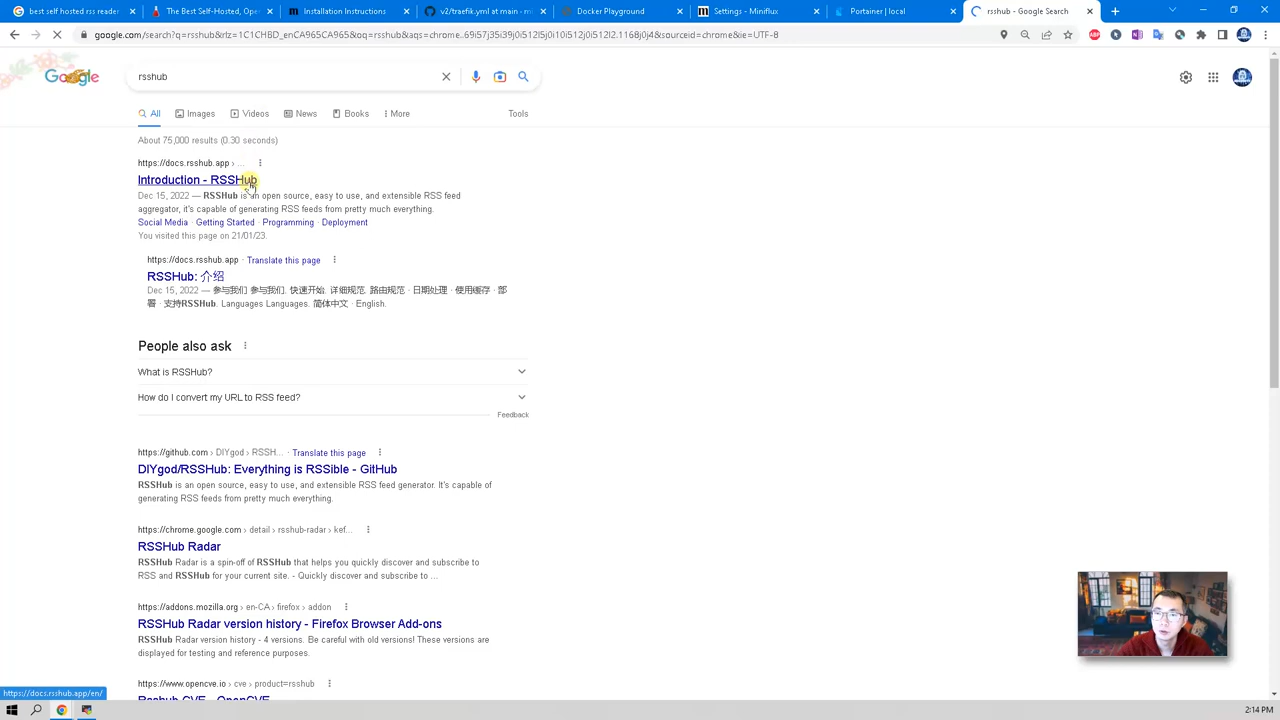 best self hosted rss reader
The Best Self-Hosted, Open
Installation Instructions
v2/traefik.yml at main · m
Docker Playground
Settings - Miniflux
Portainer | local
rsshub - Google Search
google.com/search?q=rsshub&rlz=1C1CHBD_enCA965CA965&oq=rsshub&aqs=chrome..69i57j35i39j0i512l5j0i10i512j0i512l2.1168j0j4&sourceid=chrome&ie=UTF-8
Google
rsshub
All
Images
Videos
News
Books
More
Tools
About 75,000 results (0.30 seconds)
https://docs.rsshub.app › ...
Introduction - RSSHub
Dec 15, 2022 — RSSHub is an open source, easy to use, and extensible RSS feed
aggregator, it's capable of generating RSS feeds from pretty much everything.
Social Media · Getting Started · Programming · Deployment
You visited this page on 21/01/23.
https://docs.rsshub.app · Translate this page
RSSHub: 介绍
Dec 15, 2022 — 参与我们 参与我们. 快速开始. 详细规范. 路由规范 · 日期处理 · 使用缓存 · 部
署 · 支持RSSHub. Languages Languages. 简体中文 · English.
People also ask
What is RSSHub?
How do I convert my URL to RSS feed?
Feedback
https://github.com › DIYgod › RSSH... · Translate this page
DIYgod/RSSHub: Everything is RSSible - GitHub
RSSHub is an open source, easy to use, and extensible RSS feed generator. It's capable of
generating RSS feeds from pretty much everything.
https://chrome.google.com › detail › rsshub-radar › kef...
RSSHub Radar
RSSHub Radar is a spin-off of RSSHub that helps you quickly discover and subscribe to
RSS and RSSHub for your current site. - Quickly discover and subscribe to ...
https://addons.mozilla.org › en-CA › firefox › addon
RSSHub Radar version history - Firefox Browser Add-ons
RSSHub Radar version history - 4 versions. Be careful with old versions! These versions are
displayed for testing and reference purposes.
https://www.opencve.io › cve › product=rsshub
Rsshub CVE - OpenCVE
https://docs.rsshub.app/en/
2:14 PM